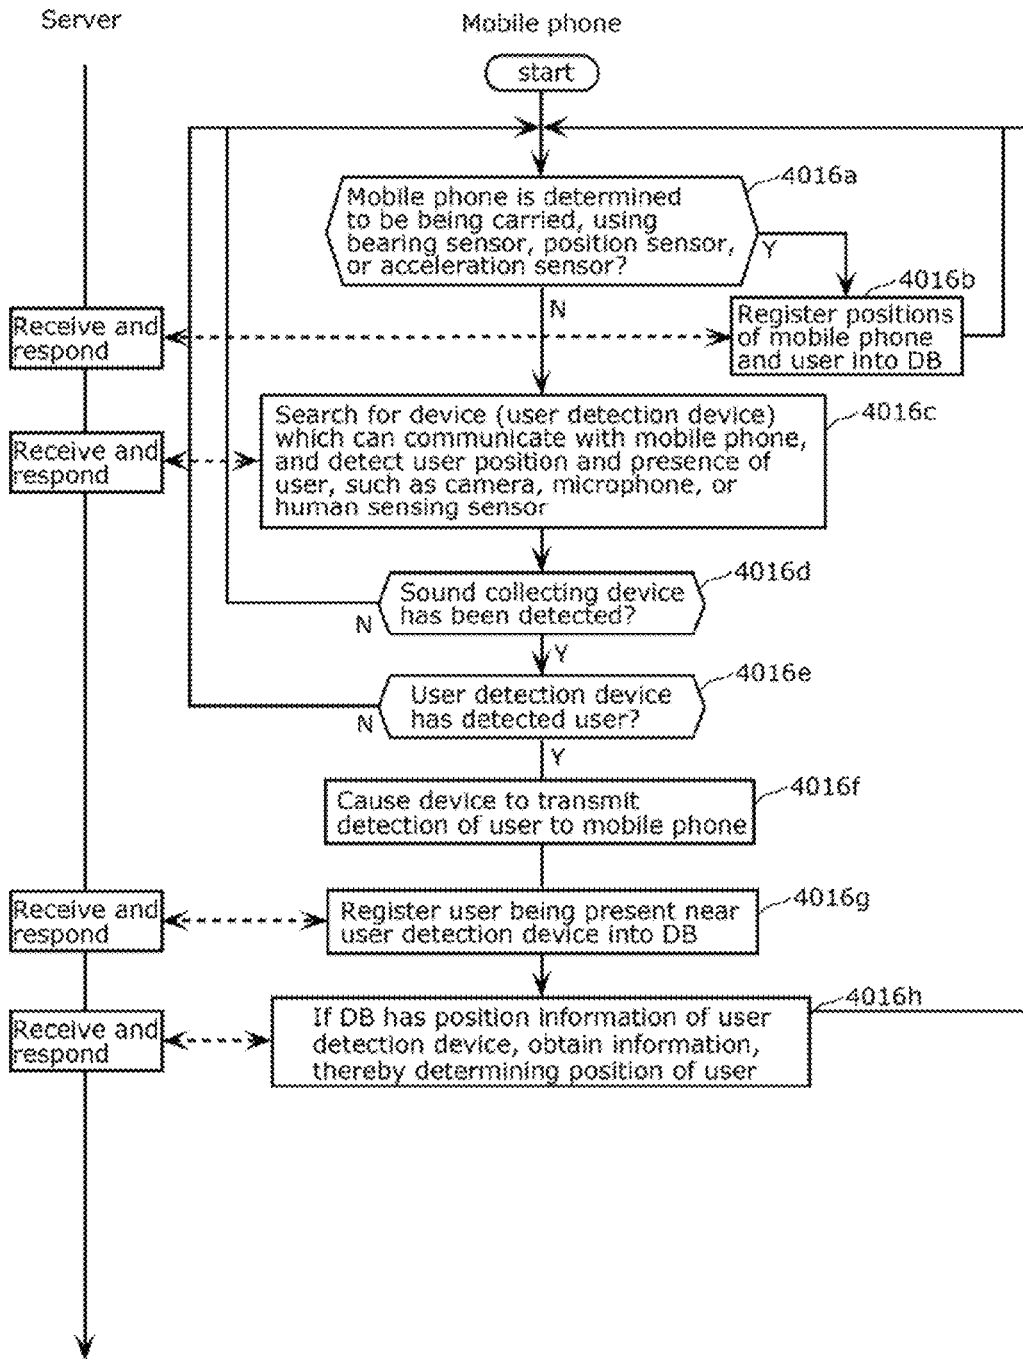 Server
Mobile phone
start
4016a
Mobile phone is determined
to be being carried, using
bearing sensor, position sensor,
or acceleration sensor?
Y
N
4016b
Register positions
of mobile phone
and user into DB
Receive and
respond
4016c
Search for device (user detection device)
which can communicate with mobile phone,
and detect user position and presence of
user, such as camera, microphone, or
human sensing sensor
Receive and
respond
4016d
Sound collecting device
has been detected?
N
Y
4016e
User detection device
has detected user?
N
Y
4016f
Cause device to transmit
detection of user to mobile phone
4016g
Register user being present near
user detection device into DB
Receive and
respond
4016h
If DB has position information of user
detection device, obtain information,
thereby determining position of user
Receive and
respond